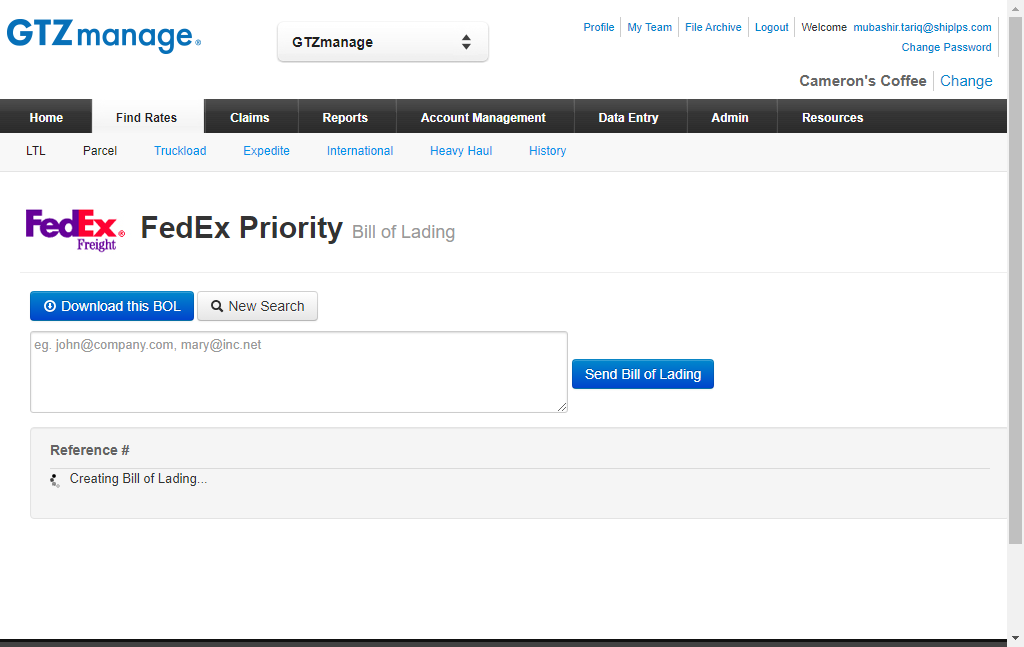 GTZmanage®
GTZmanage
Profile My Team File Archive Logout Welcome mubashir.tariq@shiplps.com
Change Password
Cameron's Coffee Change
Home Find Rates Claims Reports Account Management Data Entry Admin Resources
LTL Parcel Truckload Expedite International Heavy Haul History
FedEx® Freight
FedEx Priority Bill of Lading
Download this BOL New Search
eg. john@company.com, mary@inc.net
Send Bill of Lading
Reference #
Creating Bill of Lading...